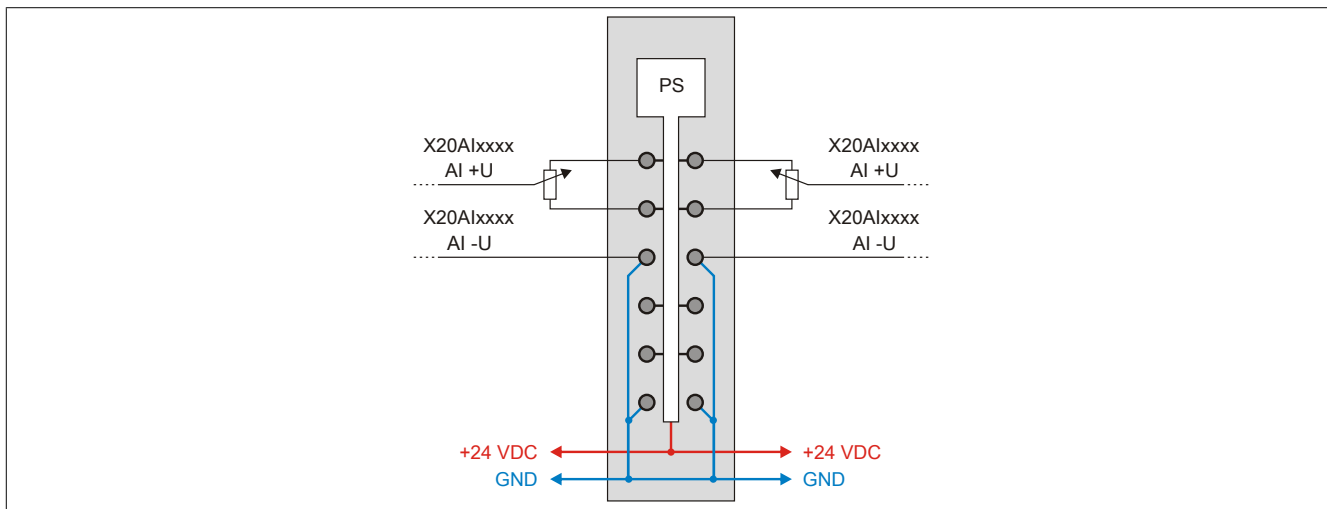 PS
X20AIxxxx
AI +U
X20AIxxxx
AI -U
X20AIxxxx
AI +U
X20AIxxxx
AI -U
+24 VDC
+24 VDC
GND
GND